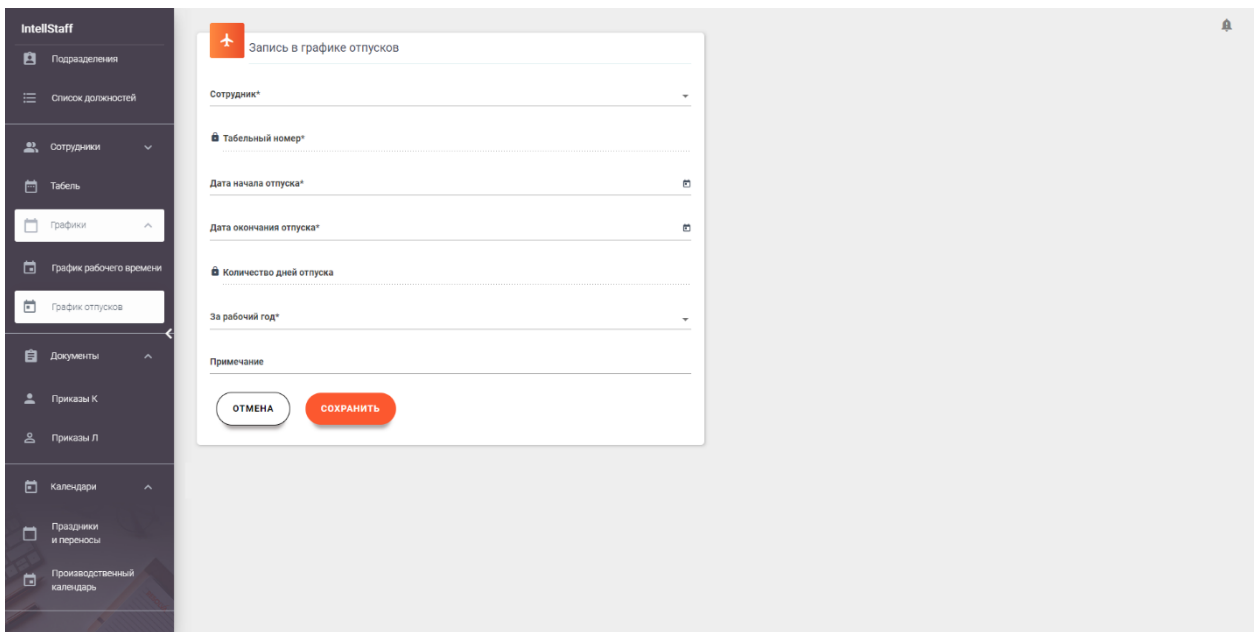 IntellStaff
Подразделения
Список должностей
Сотрудники
Табель
Графики
График рабочего времени
График отпусков
Документы
Приказы К
Приказы Л
Календари
Праздники
и переносы
Производственный
календарь
Запись в графике отпусков
Сотрудник*
Табельный номер*
Дата начала отпуска*
Дата окончания отпуска*
Количество дней отпуска
За рабочий год*
Примечание
ОТМЕНА
СОХРАНИТЬ